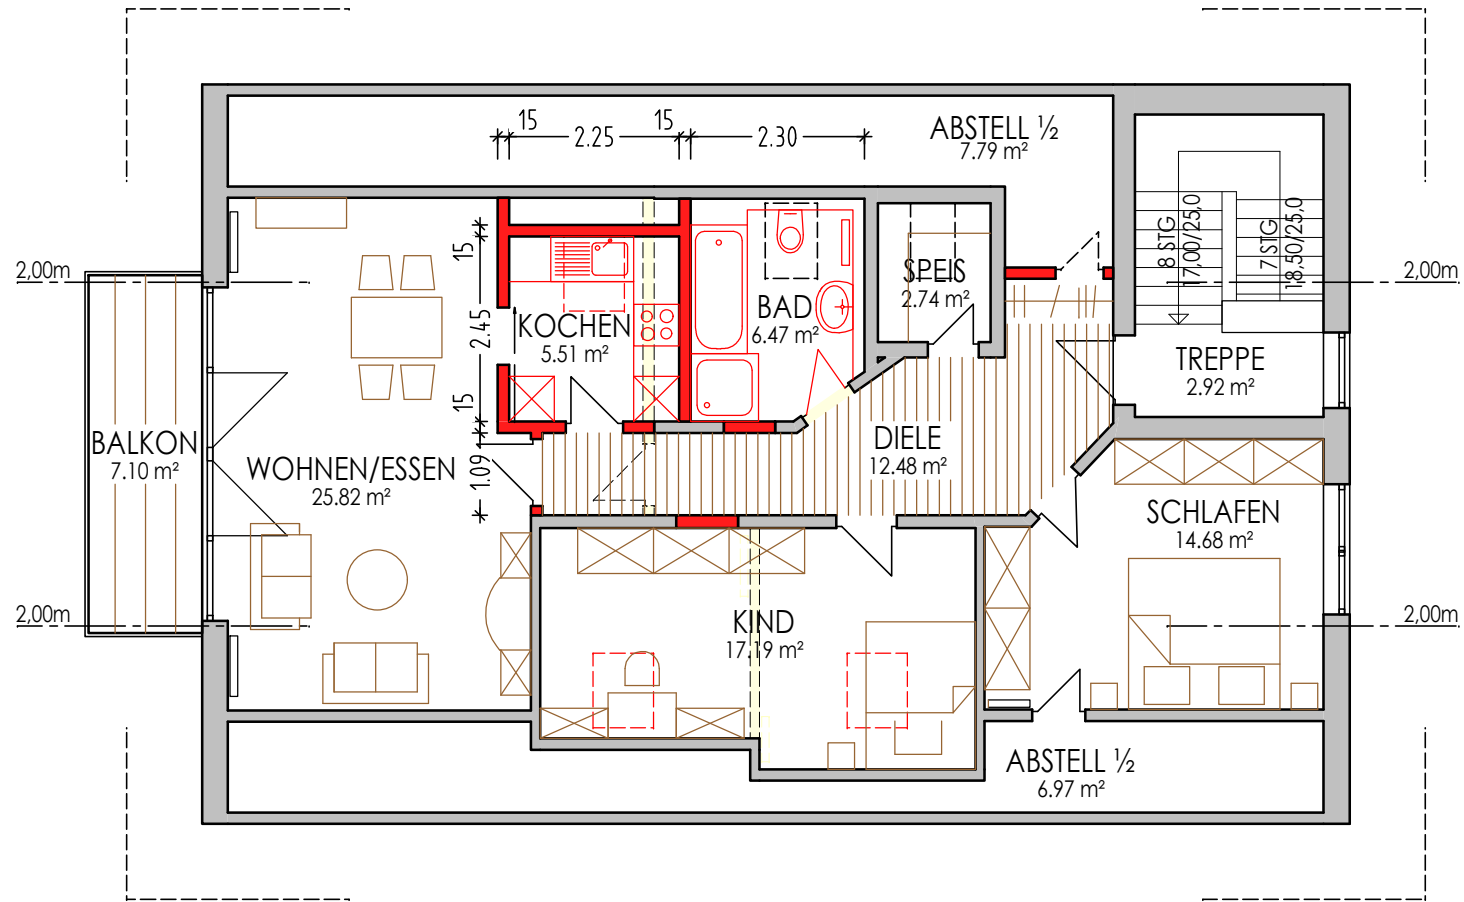 ABSTELL ½
7.79 m²
15
2.25
15
2.30
8 STG
17,00/25,0
7 STG
18,50/25,0
2,00m
2,00m
15
2.45
15
1.09
SPEIS
2.74 m²
BAD
6.47 m²
KOCHEN
5.51 m²
TREPPE
2.92 m²
BALKON
7.10 m²
WOHNEN/ESSEN
25.82 m²
DIELE
12.48 m²
SCHLAFEN
14.68 m²
2,00m
2,00m
KIND
17.19 m²
ABSTELL ½
6.97 m²